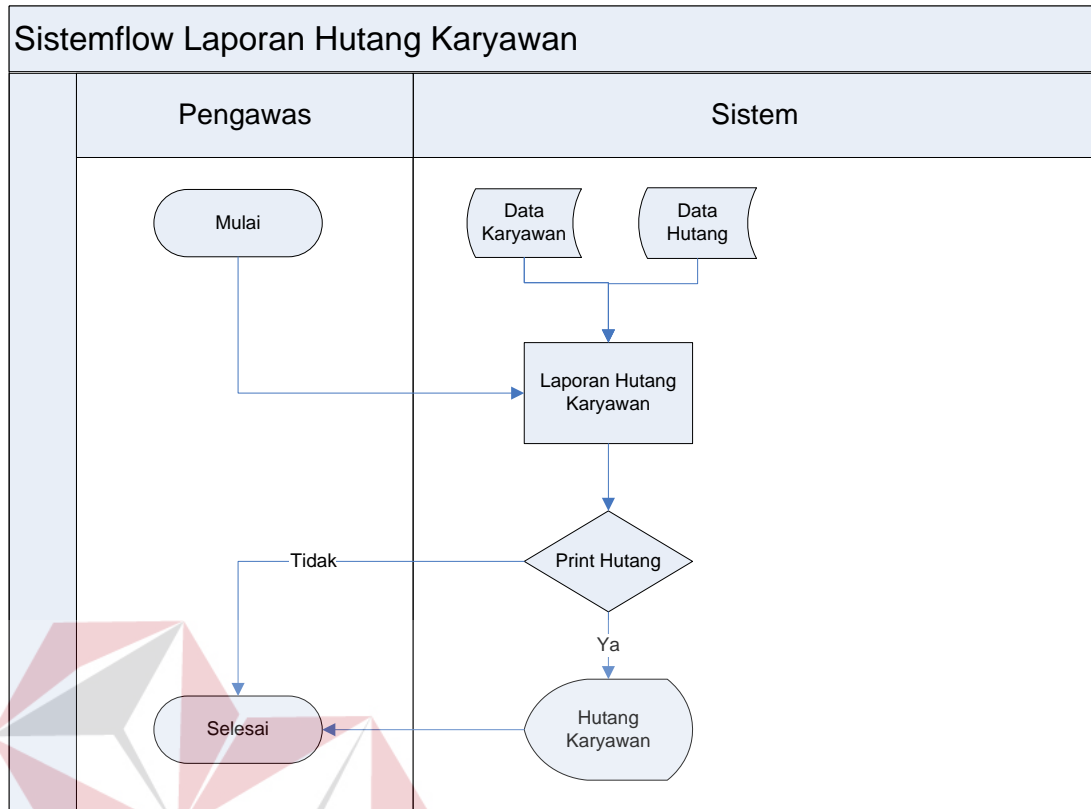 Sistemflow Laporan Hutang Karyawan
Pengawas
Sistem
Mulai
Data
Karyawan
Data
Hutang
Laporan Hutang
Karyawan
Print Hutang
Tidak
Ya
Selesai
Hutang
Karyawan